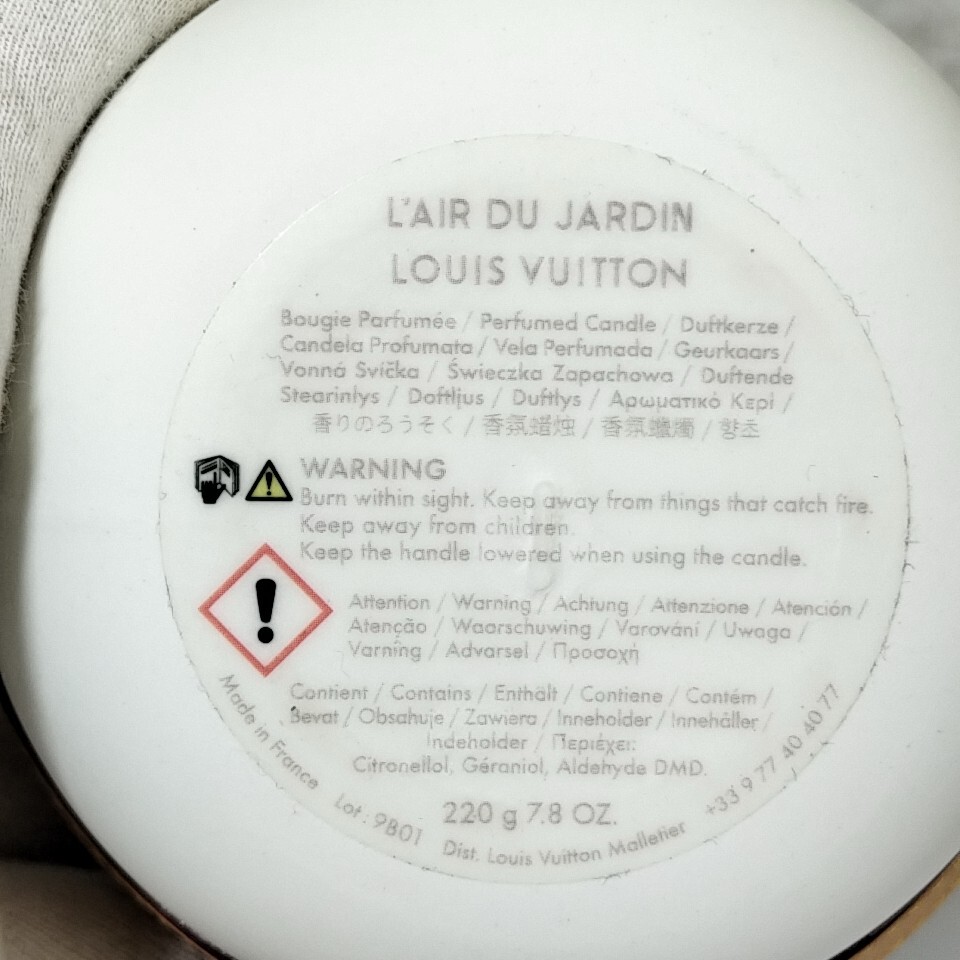 L'AIR DU JARDIN
LOUIS VUITTON
Bougie Parfumée / Perfumed Candle / Duftkerze /
Candela Profumata / Vela Perfumada / Geurkaars /
Vonná Svíčka / Świeczka Zapachowa / Duftende
Stearinlys / Doftljus / Duftlys / Αρωματικό Κερί /
香りのろうそく / 香氛蜡烛 / 香氛蠟燭 / 향초
WARNING
Burn within sight. Keep away from things that catch fire.
Keep away from children.
Keep the handle lowered when using the candle.
Attention / Warning / Achtung / Attenzione / Atención /
Atenção / Waarschuwing / Varování / Uwaga /
Varning / Advarsel / Προσοχή
Contient / Contains / Enthält / Contiene / Contém /
Bevat / Obsahuje / Zawiera / Inneholder / Innehåller /
Indeholder / Περιέχει:
Citronellol, Géraniol, Aldehyde DMD.
220 g 7.8 OZ.
Made in France Lot : 9B01 Dist. Louis Vuitton Malletier +33 9 77 40 40 77